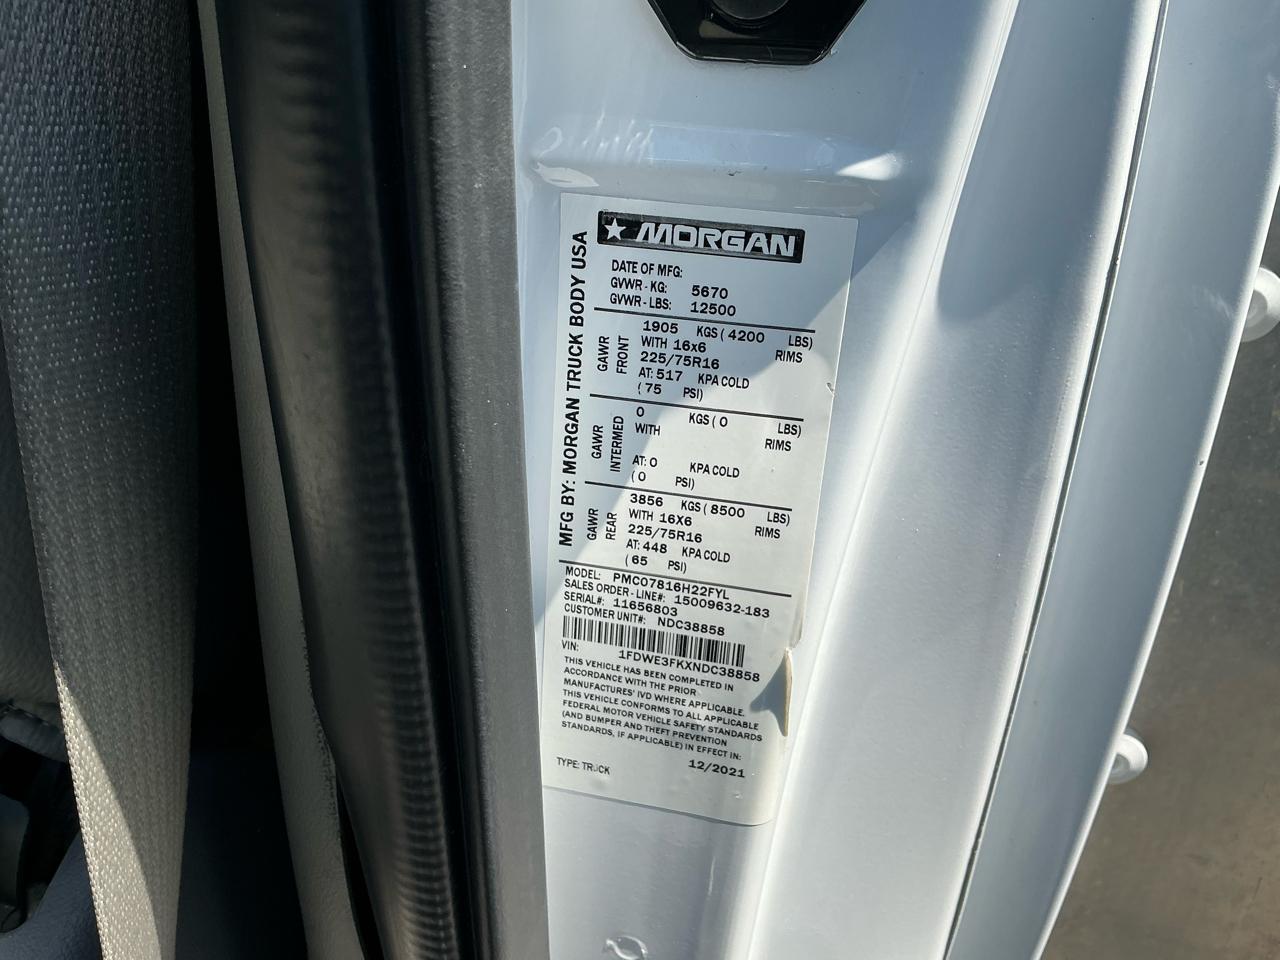 MORGAN
MFG BY: MORGAN TRUCK BODY USA
DATE OF MFG:
GVWR - KG: 5670
GVWR - LBS: 12500
GAWR FRONT
1905 KGS ( 4200 LBS)
WITH 16x6 RIMS
225/75R16
AT: 517 KPA COLD
( 75 PSI)
GAWR INTERMED
0 KGS ( 0 LBS)
WITH RIMS
AT: 0 KPA COLD
( 0 PSI)
GAWR REAR
3856 KGS ( 8500 LBS)
WITH 16X6 RIMS
225/75R16
AT: 448 KPA COLD
( 65 PSI)
MODEL: PMC07816H22FYL
SALES ORDER - LINE#: 15009632-183
SERIAL#: 11656803
CUSTOMER UNIT#: NDC38858
VIN: 1FDWE3FKXNDC38858
THIS VEHICLE HAS BEEN COMPLETED IN
ACCORDANCE WITH THE PRIOR
MANUFACTURES' IVD WHERE APPLICABLE.
THIS VEHICLE CONFORMS TO ALL APPLICABLE
FEDERAL MOTOR VEHICLE SAFETY STANDARDS
(AND BUMPER AND THEFT PREVENTION
STANDARDS, IF APPLICABLE) IN EFFECT IN:
12/2021
TYPE: TRUCK